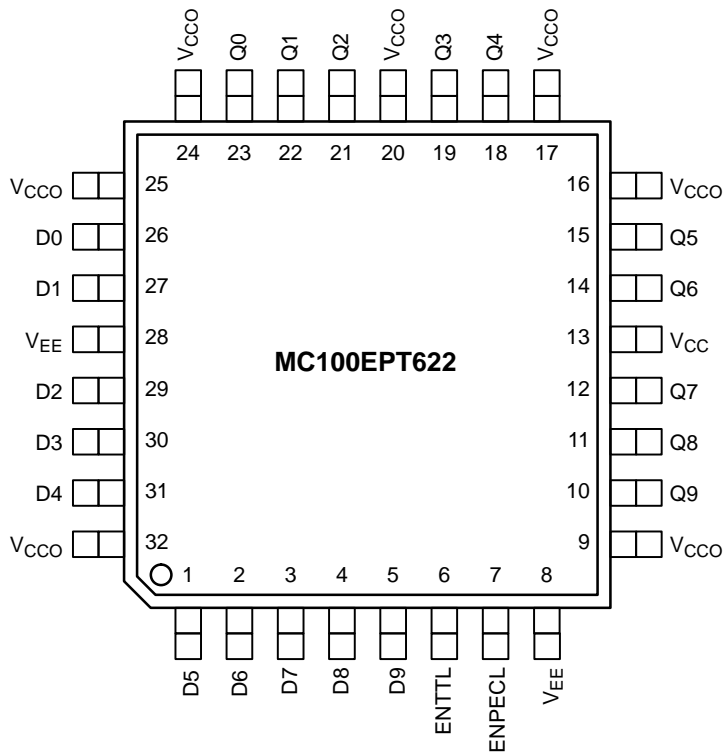 VCCO Q0 Q1 Q2 VCCO Q3 Q4 VCCO
24 23 22 21 20 19 18 17
VCCO 25 16 VCCO
D0 26 15 Q5
D1 27 14 Q6
VEE 28 13 VCC
MC100EPT622
D2 29 12 Q7
D3 30 11 Q8
D4 31 10 Q9
VCCO 32 9 VCCO
1 2 3 4 5 6 7 8
D5 D6 D7 D8 D9 ENTTL ENPECL VEE